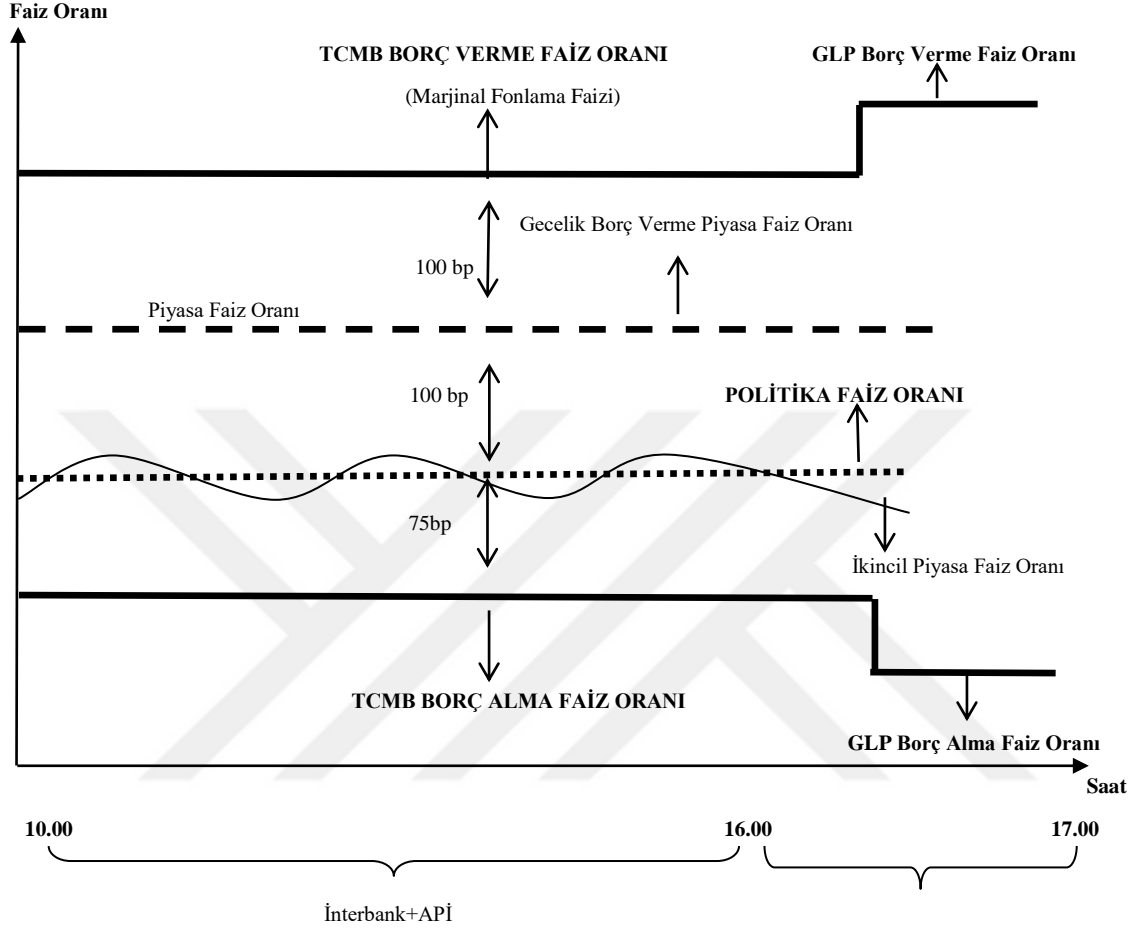 Faiz Oranı
TCMB BORÇ VERME FAİZ ORANI
(Marjinal Fonlama Faizi)
GLP Borç Verme Faiz Oranı
Gecelik Borç Verme Piyasa Faiz Oranı
100 bp
Piyasa Faiz Oranı
100 bp
POLİTİKA FAİZ ORANI
75bp
İkincil Piyasa Faiz Oranı
TCMB BORÇ ALMA FAİZ ORANI
GLP Borç Alma Faiz Oranı
Saat
10.00
16.00
17.00
İnterbank+APİ